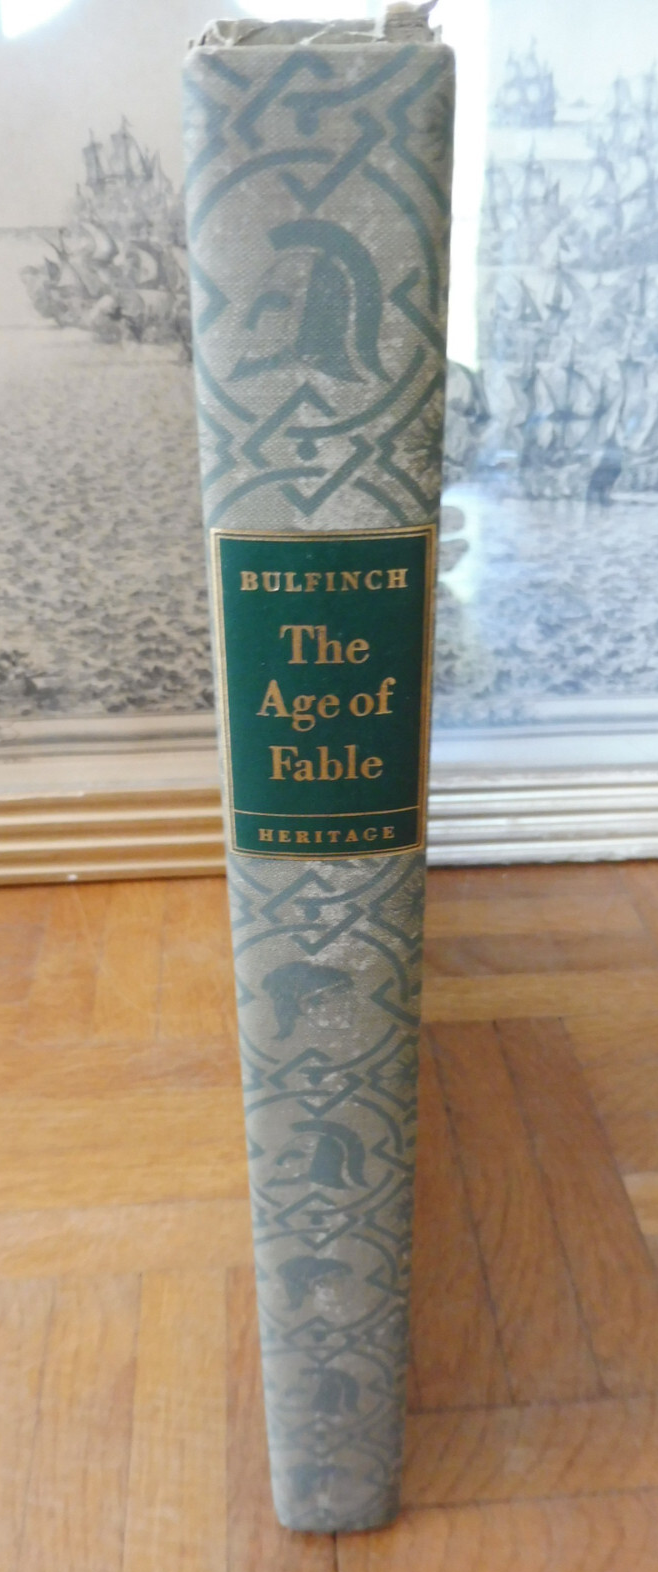 BULFINCH
The
Age of
Fable
HERITAGE